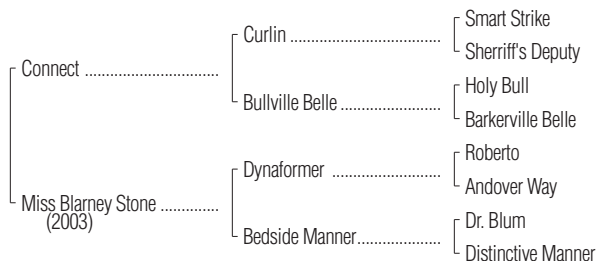 Smart Strike
Curlin ..........................................
Sherriff's Deputy
Connect .....................................
Holy Bull
Bullville Belle ............................
Barkerville Belle
Roberto
Dynaformer ..............................
Andover Way
Miss Blarney Stone ................
(2003)
Dr. Blum
Bedside Manner.......................
Distinctive Manner